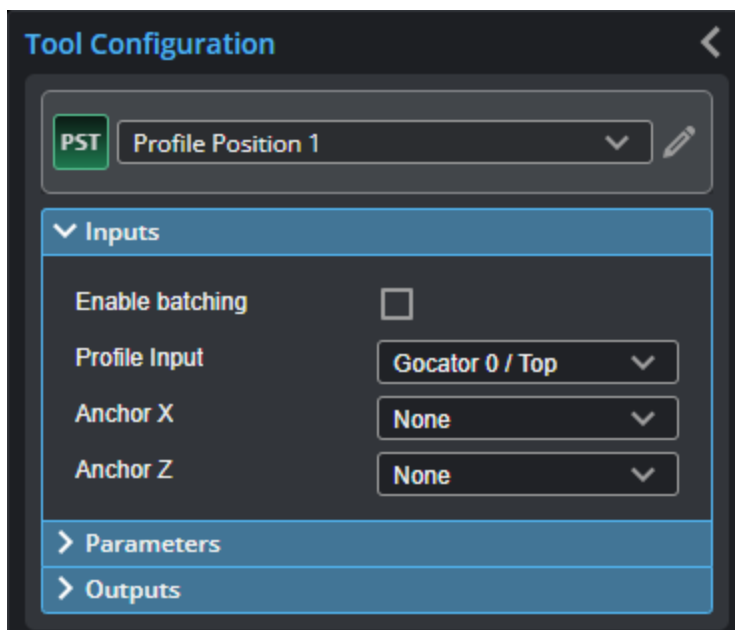 Tool Configuration
PST Profile Position 1
Inputs
Enable batching
Profile Input Gocator 0 / Top
Anchor X None
Anchor Z None
Parameters
Outputs